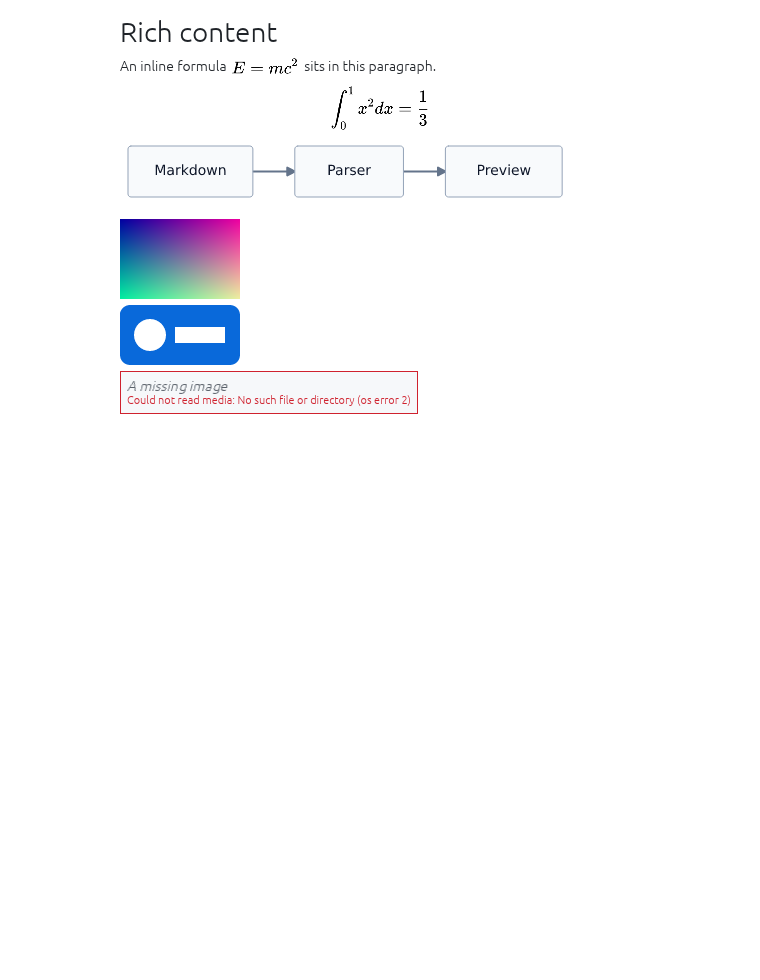 Rich content
An inline formula E = mc² sits in this paragraph.
∫₀¹ x²dx = 1/3
Markdown
Parser
Preview
A missing image
Could not read media: No such file or directory (os error 2)